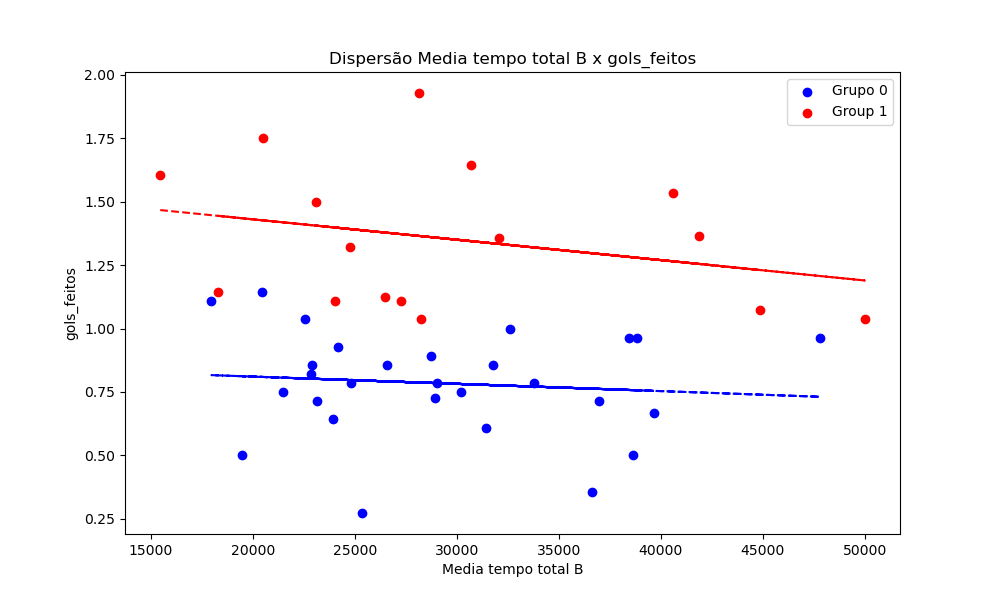 Dispersão Media tempo total B x gols_feitos
Grupo 0
Group 1
gols_feitos
2.00
1.75
1.50
1.25
1.00
0.75
0.50
0.25
15000 20000 25000 30000 35000 40000 45000 50000
Media tempo total B